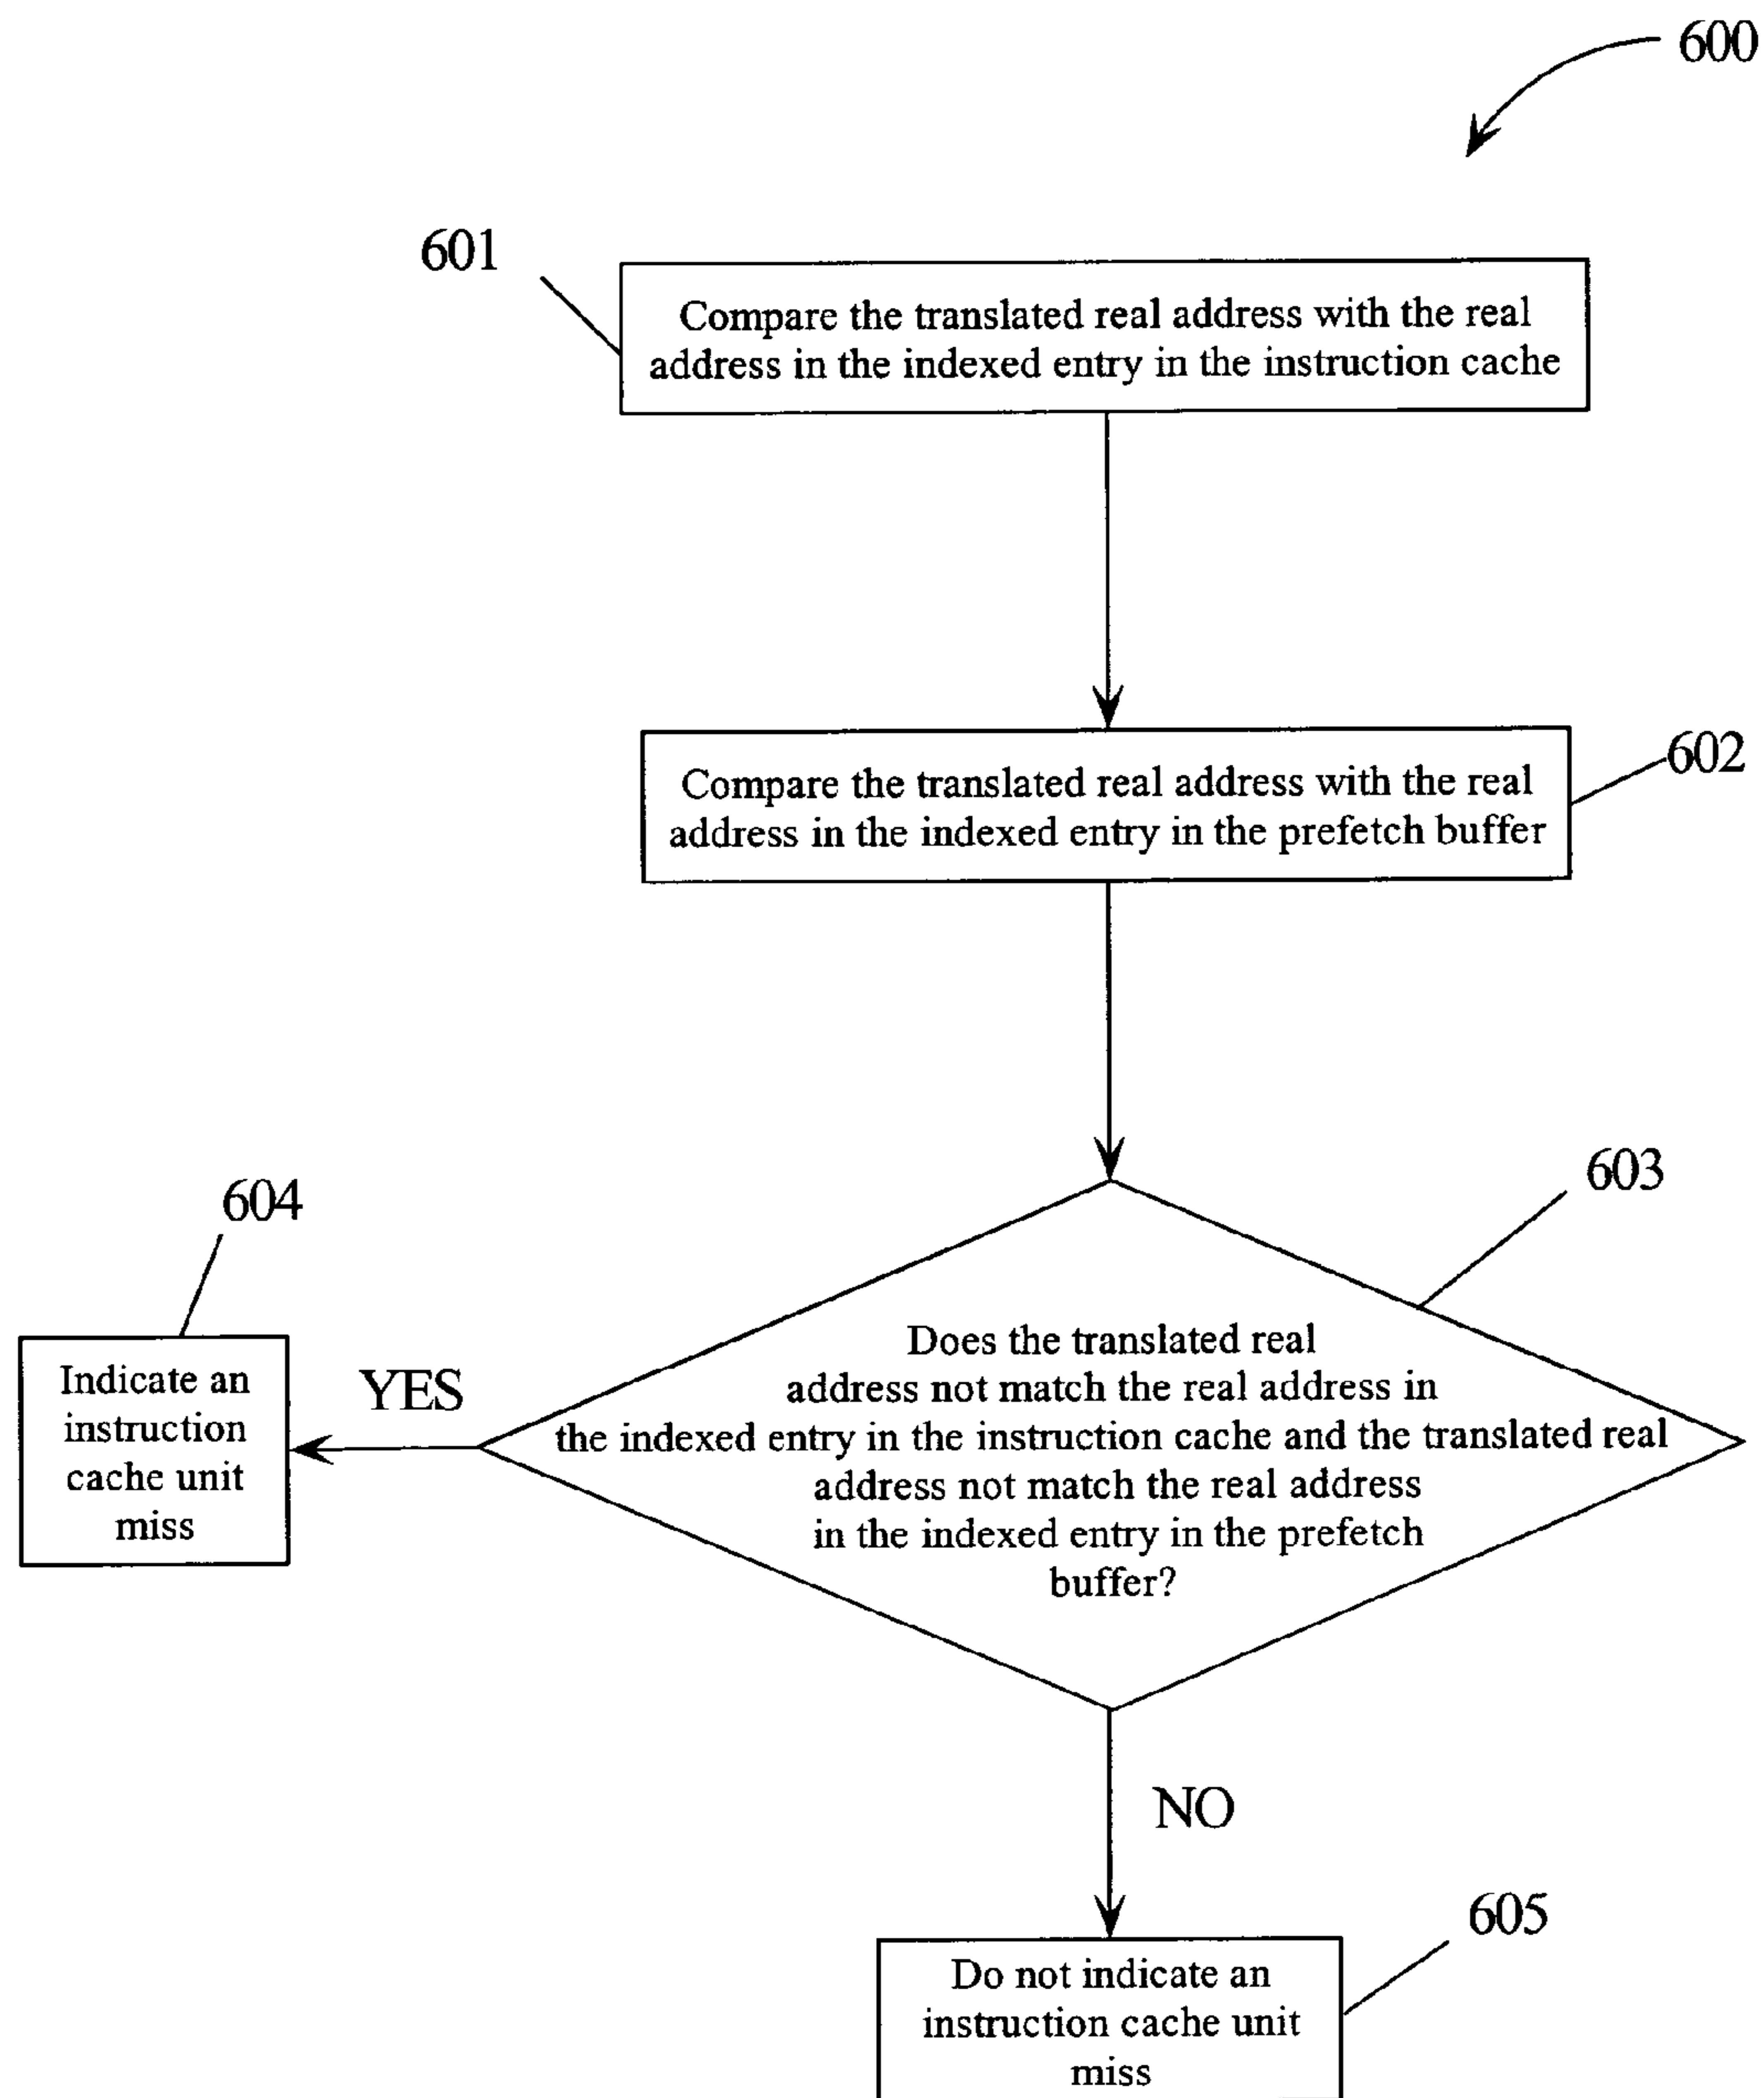 600
601
Compare the translated real address with the real
address in the indexed entry in the instruction cache
602
Compare the translated real address with the real
address in the indexed entry in the prefetch buffer
603
Does the translated real
address not match the real address in
the indexed entry in the instruction cache and the translated real
address not match the real address
in the indexed entry in the prefetch
buffer?
604
YES
Indicate an
instruction
cache unit
miss
NO
605
Do not indicate an
instruction cache unit
miss